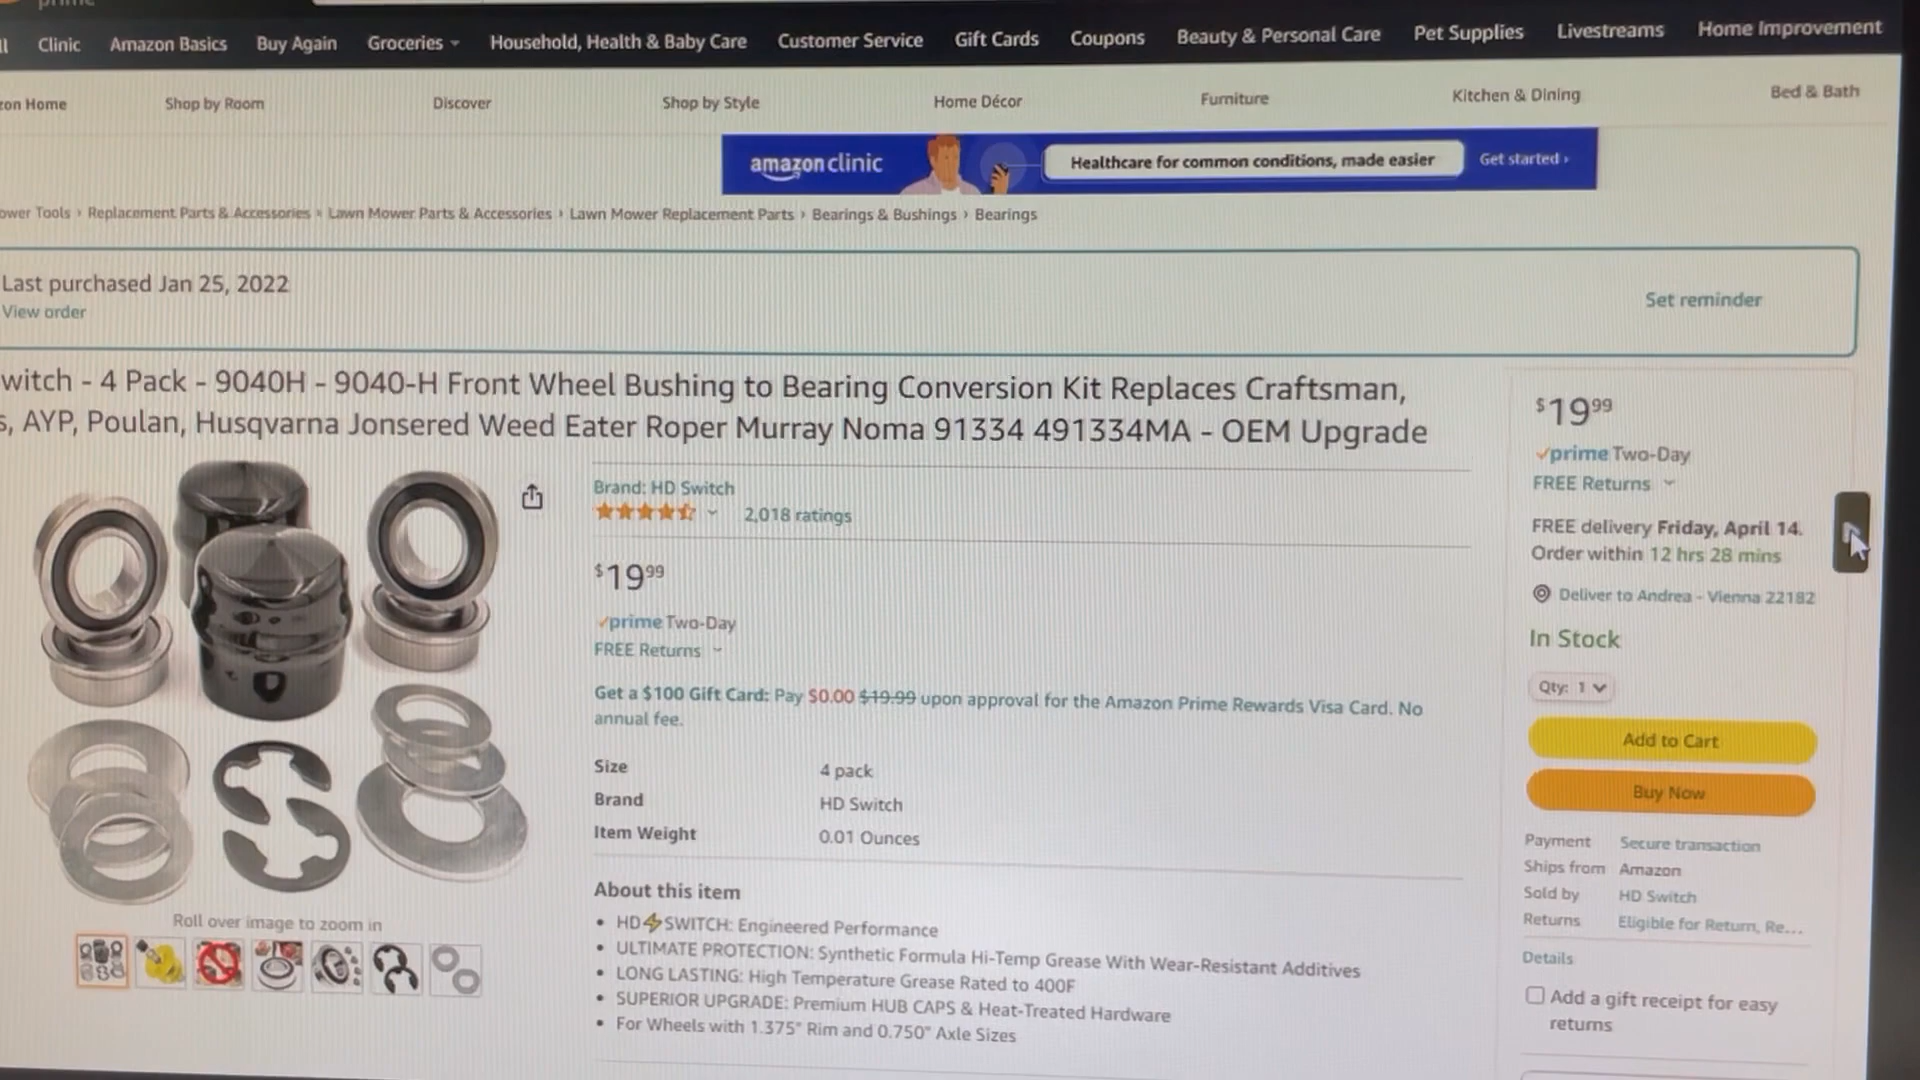 Clinic Amazon Basics Buy Again Groceries Household, Health & Baby Care Customer Service Gift Cards Coupons Beauty & Personal Care Pet Supplies Livestreams Home Improvement
zon Home Shop by Room Discover Shop by Style Home Décor Furniture Kitchen & Dining Bed & Bath
amazon clinic Healthcare for common conditions, made easier Get started ›
ower Tools › Replacement Parts & Accessories › Lawn Mower Parts & Accessories › Lawn Mower Replacement Parts › Bearings & Bushings › Bearings
Last purchased Jan 25, 2022
View order
Set reminder
witch - 4 Pack - 9040H - 9040-H Front Wheel Bushing to Bearing Conversion Kit Replaces Craftsman,
s, AYP, Poulan, Husqvarna Jonsered Weed Eater Roper Murray Noma 91334 491334MA - OEM Upgrade
Brand: HD Switch
2,018 ratings
$19.99
prime Two-Day
FREE Returns
Get a $100 Gift Card: Pay $0.00 $19.99 upon approval for the Amazon Prime Rewards Visa Card. No
annual fee.
Size 4 pack
Brand HD Switch
Item Weight 0.01 Ounces
About this item
• HD⚡SWITCH: Engineered Performance
• ULTIMATE PROTECTION: Synthetic Formula Hi-Temp Grease With Wear-Resistant Additives
• LONG LASTING: High Temperature Grease Rated to 400F
• SUPERIOR UPGRADE: Premium HUB CAPS & Heat-Treated Hardware
• For Wheels with 1.375" Rim and 0.750" Axle Sizes
Roll over image to zoom in
$19.99
prime Two-Day
FREE Returns
FREE delivery Friday, April 14.
Order within 12 hrs 28 mins
Deliver to Andrea - Vienna 22182
In Stock
Qty: 1
Add to Cart
Buy Now
Payment Secure transaction
Ships from Amazon
Sold by HD Switch
Returns Eligible for Return, Re...
Details
Add a gift receipt for easy
returns